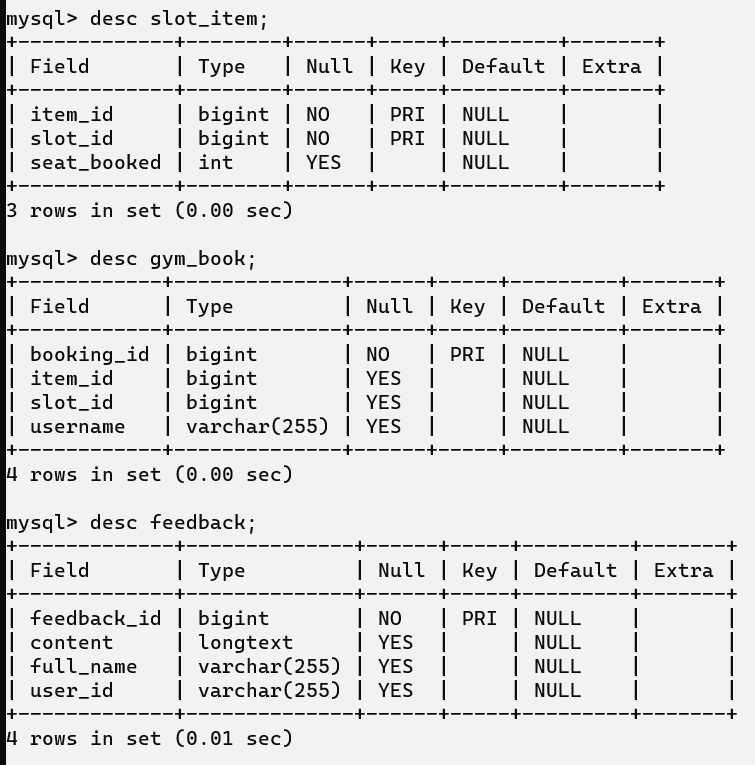 mysql> desc slot_item;
+-------------+--------+------+-----+---------+-------+
| Field       | Type   | Null | Key | Default | Extra |
+-------------+--------+------+-----+---------+-------+
| item_id     | bigint | NO   | PRI | NULL    |       |
| slot_id     | bigint | NO   | PRI | NULL    |       |
| seat_booked | int    | YES  |     | NULL    |       |
+-------------+--------+------+-----+---------+-------+
3 rows in set (0.00 sec)

mysql> desc gym_book;
+------------+--------------+------+-----+---------+-------+
| Field      | Type         | Null | Key | Default | Extra |
+------------+--------------+------+-----+---------+-------+
| booking_id | bigint       | NO   | PRI | NULL    |       |
| item_id    | bigint       | YES  |     | NULL    |       |
| slot_id    | bigint       | YES  |     | NULL    |       |
| username   | varchar(255) | YES  |     | NULL    |       |
+------------+--------------+------+-----+---------+-------+
4 rows in set (0.00 sec)

mysql> desc feedback;
+-------------+--------------+------+-----+---------+-------+
| Field       | Type         | Null | Key | Default | Extra |
+-------------+--------------+------+-----+---------+-------+
| feedback_id | bigint       | NO   | PRI | NULL    |       |
| content     | longtext     | YES  |     | NULL    |       |
| full_name   | varchar(255) | YES  |     | NULL    |       |
| user_id     | varchar(255) | YES  |     | NULL    |       |
+-------------+--------------+------+-----+---------+-------+
4 rows in set (0.01 sec)